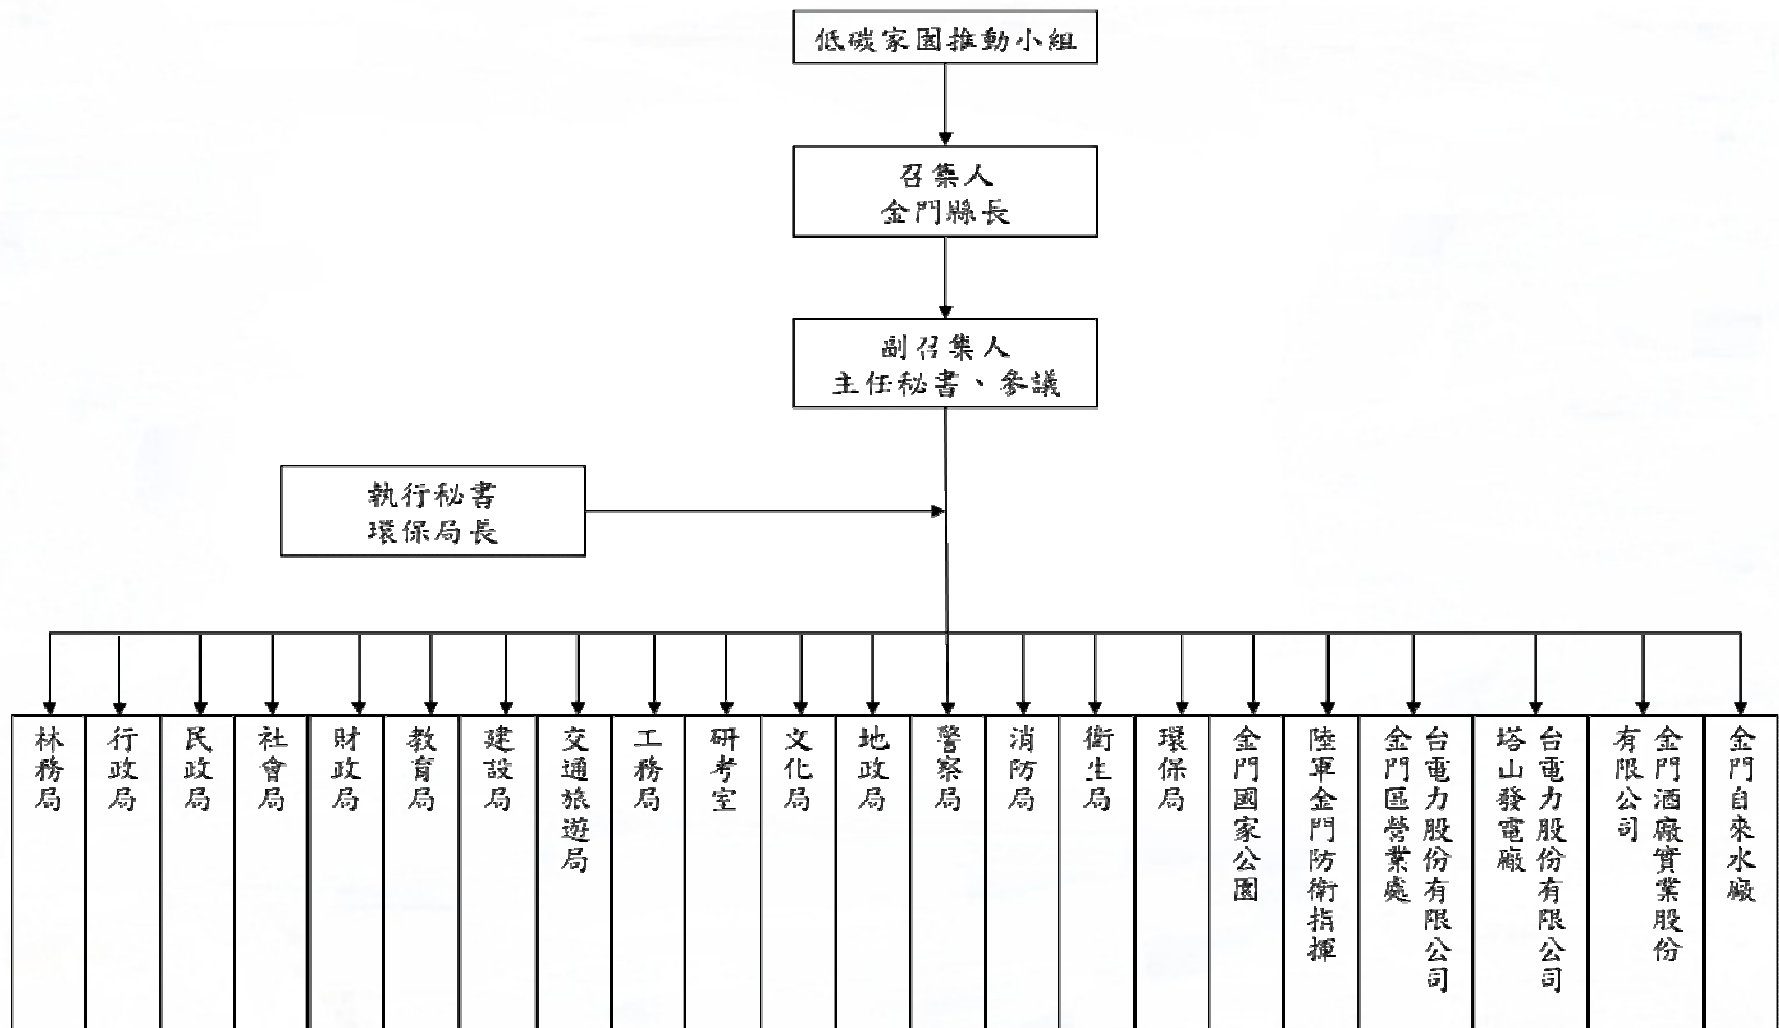 低碳家園推動小組
召集人
金門縣長
副召集人
主任秘書、參議
執行秘書
環保局長
林務局
行政局
民政局
社會局
財政局
教育局
建設局
交通旅遊局
工務局
研考室
文化局
地政局
警察局
消防局
衛生局
環保局
金門國家公園
陸軍金門防衛指揮
台電力股份有限公司
金門區營業處
台電力股份有限公司
塔山發電廠
金門酒廠實業股份
有限公司
金門自來水廠